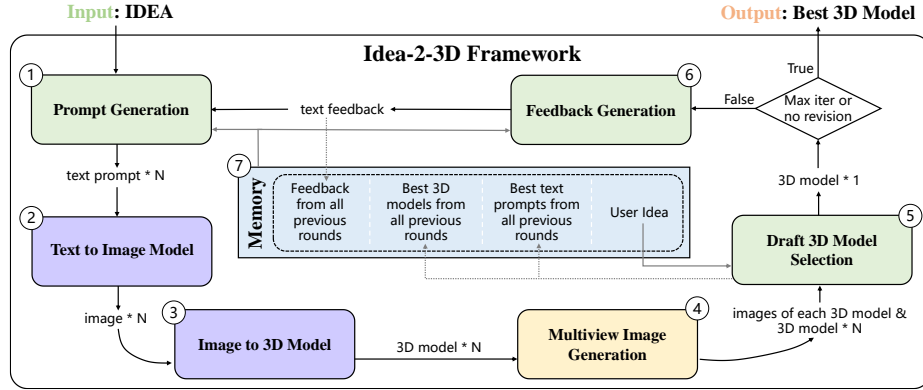 Input: IDEA
Output: Best 3D Model
Idea-2-3D Framework
True
1
Prompt Generation
text feedback
6
Feedback Generation
False
Max iter or
no revision
text prompt * N
7
Memory
Feedback
from all
previous
rounds
Best 3D
models from
all previous
rounds
Best text
prompts from
all previous
rounds
User Idea
3D model * 1
2
Text to Image Model
5
Draft 3D Model
Selection
image * N
3
Image to 3D Model
3D model * N
4
Multiview Image
Generation
images of each 3D model &
3D model * N